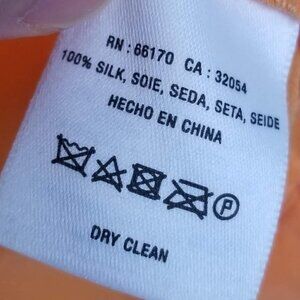 RN : 66170 CA : 32054
100% SILK, SOIE, SEDA, SETA, SEIDE
HECHO EN CHINA
P
DRY CLEAN